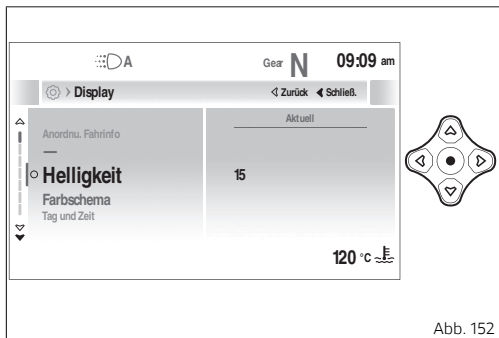 A Gear N 09:09 am
Display Zurück Schließ.
Aktuell
Anordnu. Fahrinfo
—
Helligkeit 15
Farbschema
Tag und Zeit
120 °C
Abb. 152